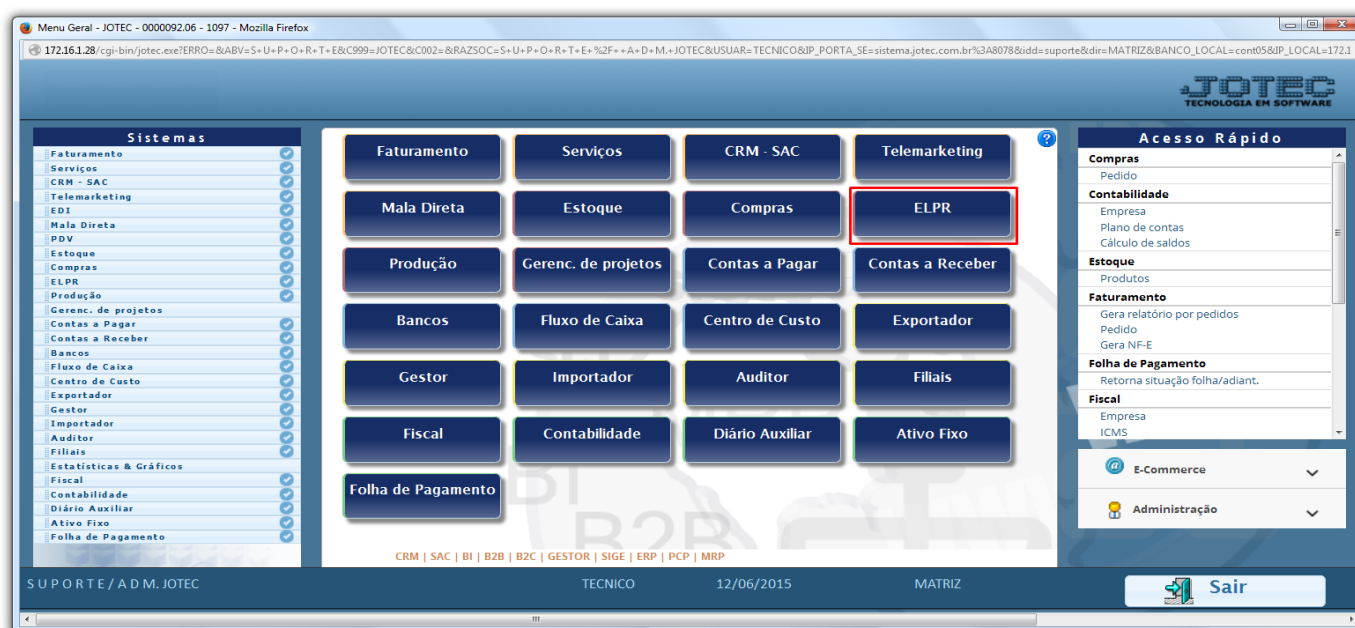 Menu Geral - JOTEC - 0000092.06 - 1097 - Mozilla Firefox
172.16.1.28/cgi-bin/jotec.exe?ERRO=&ABV=S+U+P+O+R+T+E&C999=JOTEC&C002=&RAZSOC=S+U+P+O+R+T+E+%2F++A+D+M.+JOTEC&USUAR=TECNICO&IP_PORTA_SE=sistema.jotec.com.br%3A8078&idd=suporte&dir=MATRIZ&BANCO_LOCAL=cont05&IP_LOCAL=172.1
JOTEC
TECNOLOGIA EM SOFTWARE
Sistemas
Faturamento
Serviços
CRM - SAC
Telemarketing
EDI
Mala Direta
PDV
Estoque
Compras
ELPR
Produção
Gerenc. de projetos
Contas a Pagar
Contas a Receber
Bancos
Fluxo de Caixa
Centro de Custo
Exportador
Gestor
Importador
Auditor
Filiais
Estatísticas & Gráficos
Fiscal
Contabilidade
Diário Auxiliar
Ativo Fixo
Folha de Pagamento
Faturamento Serviços CRM - SAC Telemarketing
Mala Direta Estoque Compras ELPR
Produção Gerenc. de projetos Contas a Pagar Contas a Receber
Bancos Fluxo de Caixa Centro de Custo Exportador
Gestor Importador Auditor Filiais
Fiscal Contabilidade Diário Auxiliar Ativo Fixo
Folha de Pagamento
BI
B2B
CRM | SAC | BI | B2B | B2C | GESTOR | SIGE | ERP | PCP | MRP
?
Acesso Rápido
Compras
Pedido
Contabilidade
Empresa
Plano de contas
Cálculo de saldos
Estoque
Produtos
Faturamento
Gera relatório por pedidos
Pedido
Gera NF-E
Folha de Pagamento
Retorna situação folha/adiant.
Fiscal
Empresa
ICMS
@ E-Commerce
Administração
S U P O R T E / A D M. JOTEC TECNICO 12/06/2015 MATRIZ Sair